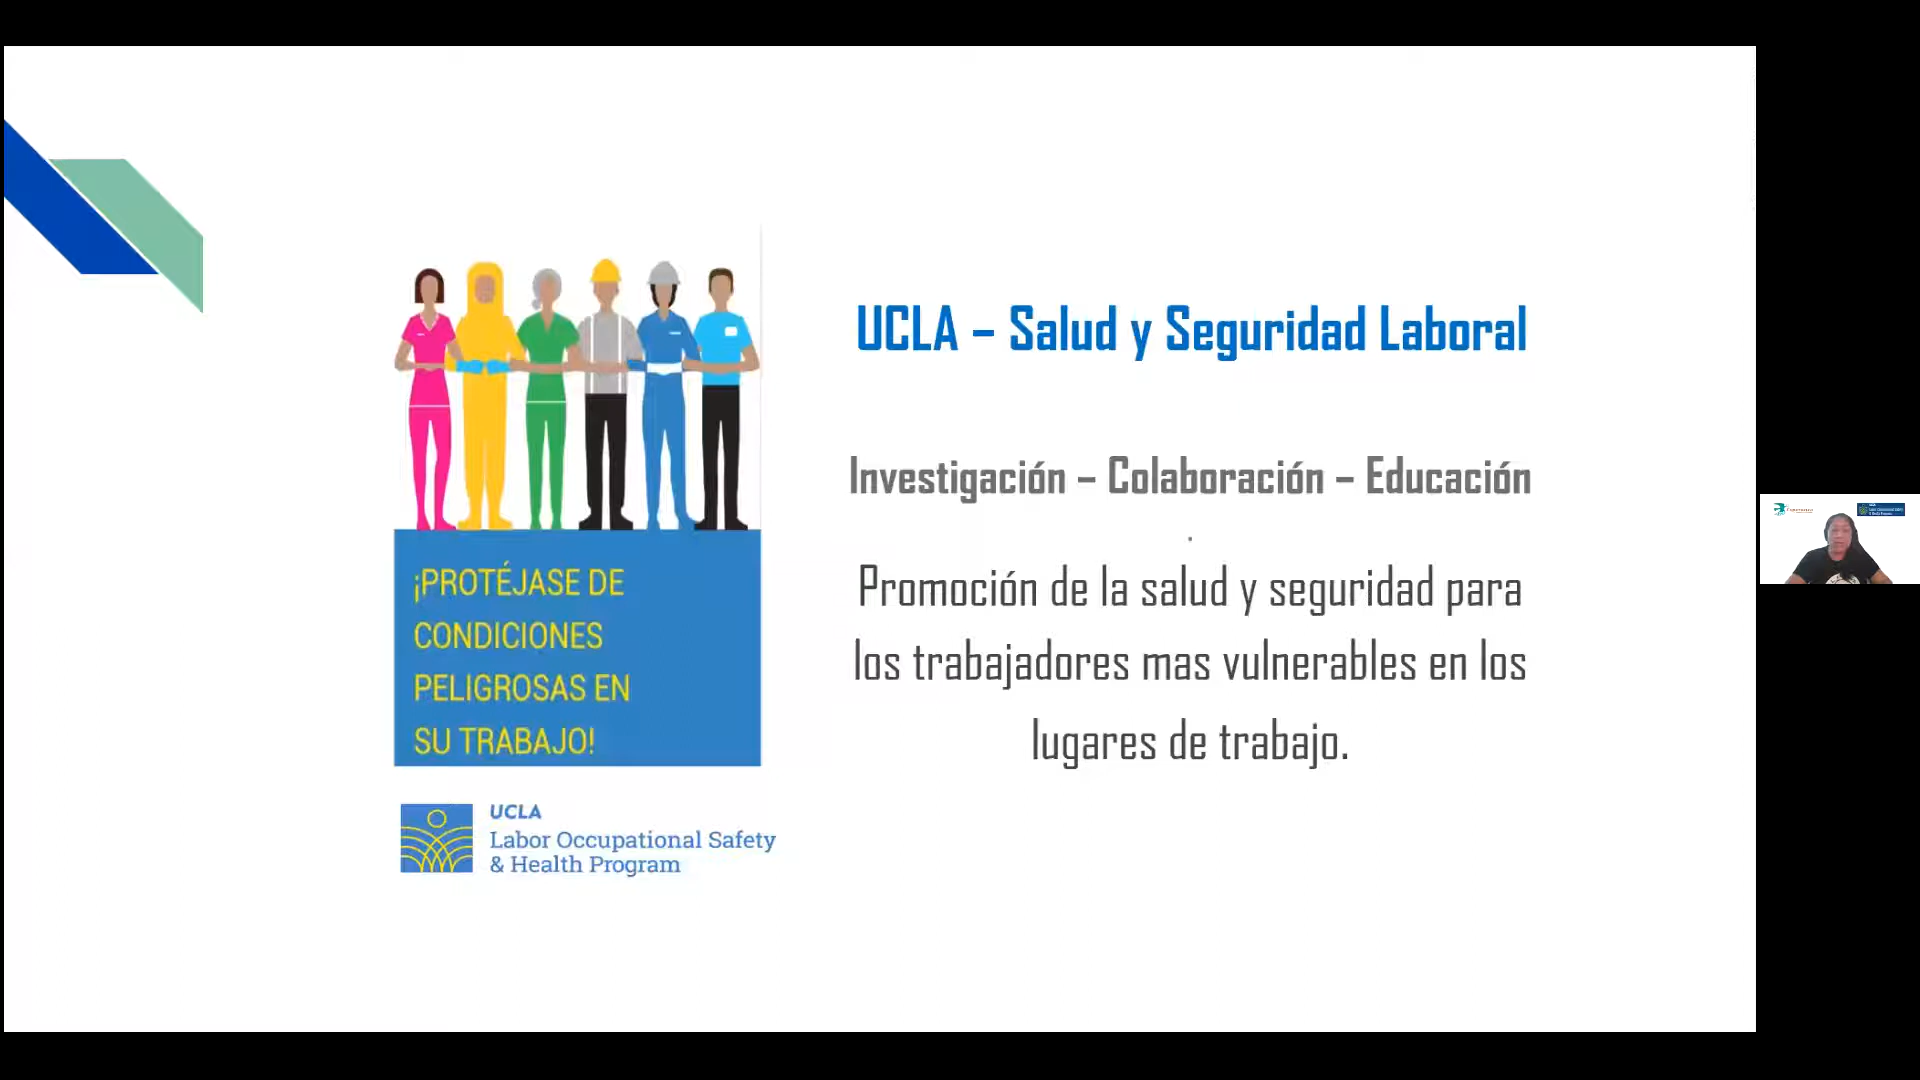 ¡PROTÉJASE DE
CONDICIONES
PELIGROSAS EN
SU TRABAJO!
UCLA
Labor Occupational Safety
& Health Program
UCLA – Salud y Seguridad Laboral
Investigación – Colaboración – Educación
.
Promoción de la salud y seguridad para
los trabajadores mas vulnerables en los
lugares de trabajo.